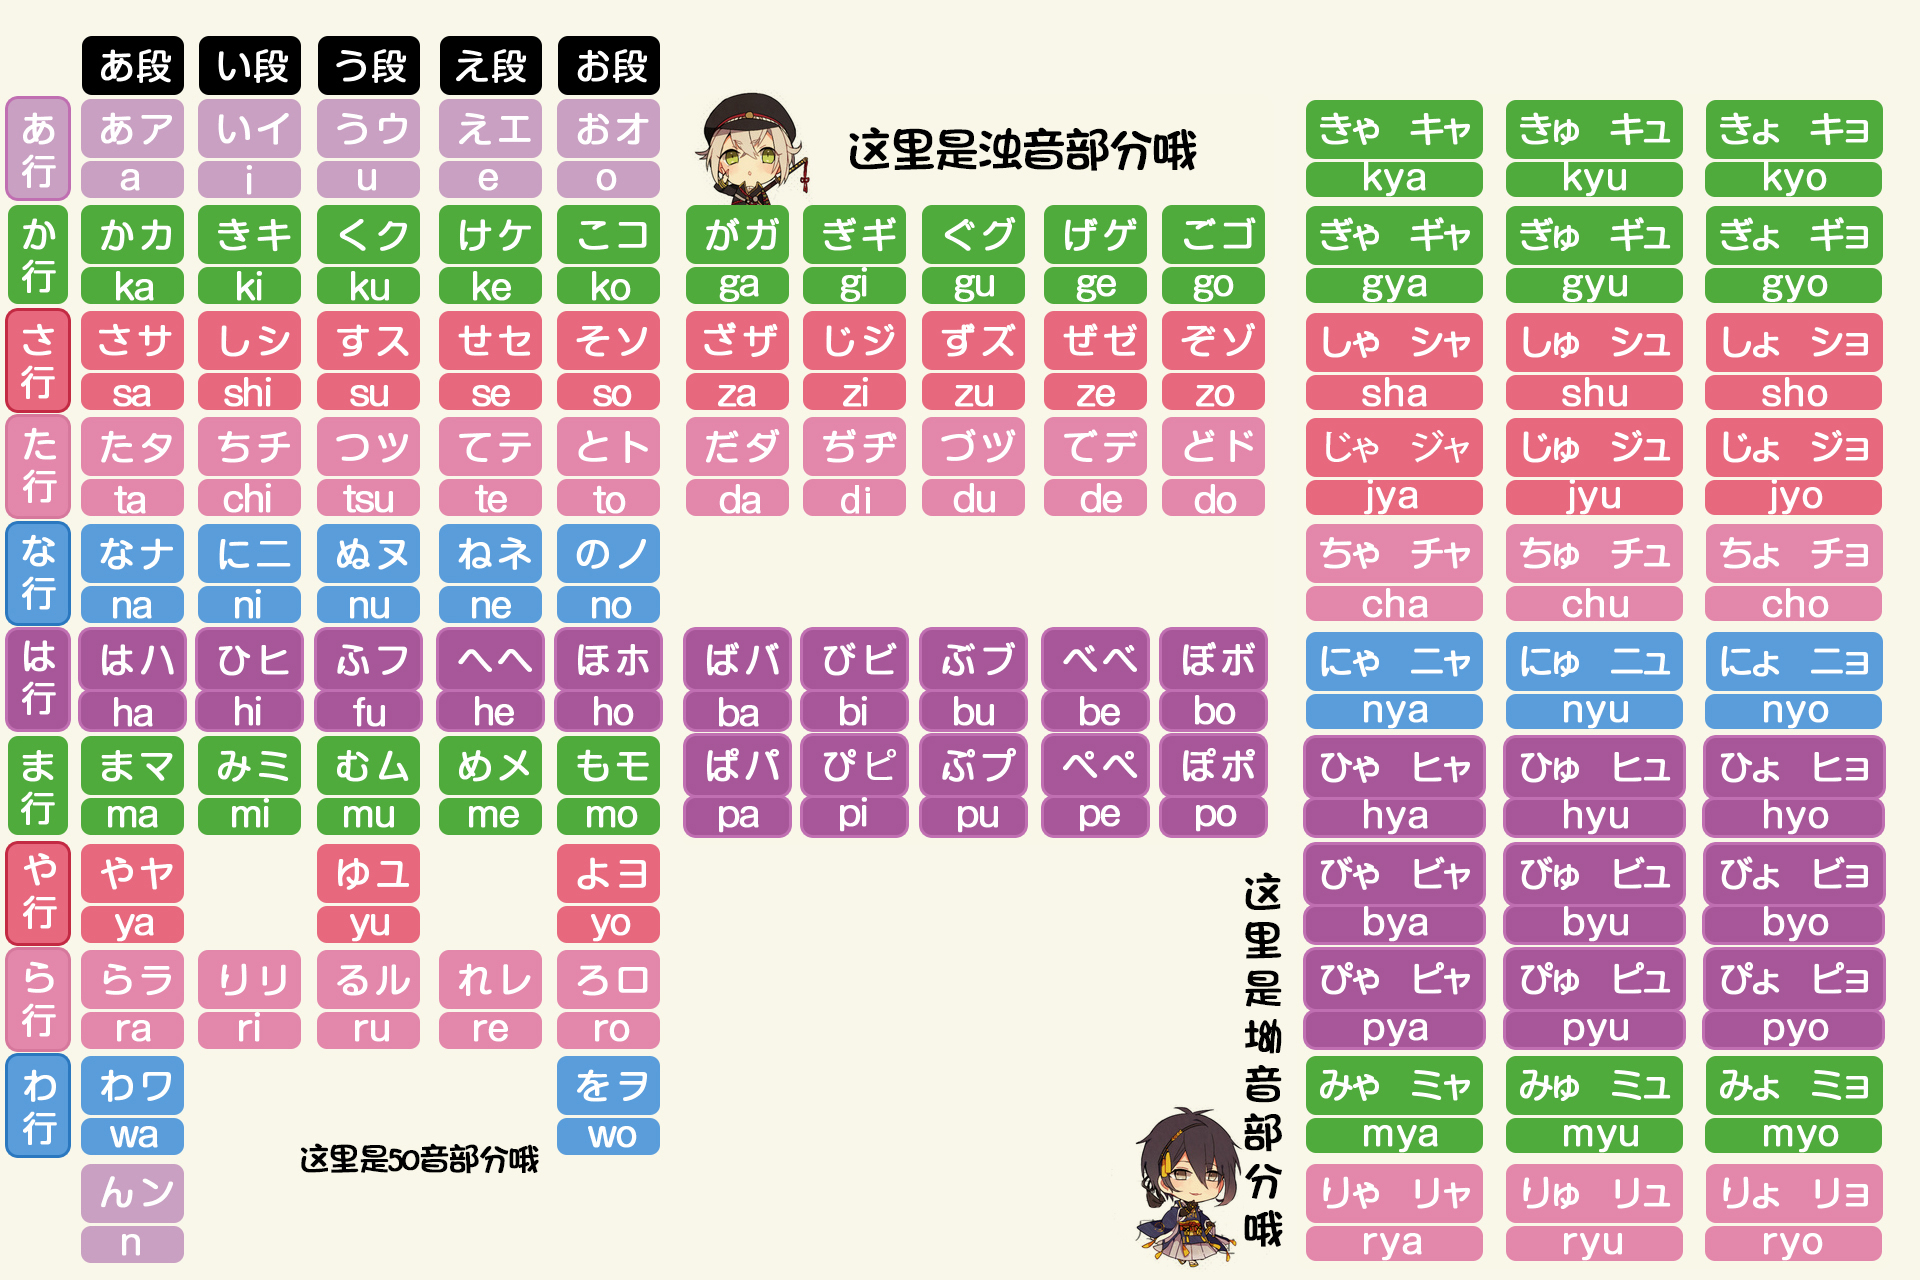 あ段 い段 う段 え段 お段
あ行 あア いイ うウ えエ おオ
a i u e o
这里是浊音部分哦
きゃ キャ きゅ キュ きょ キョ
kya kyu kyo
か行 かカ きキ くク けケ こコ がガ ぎギ ぐグ げゲ ごゴ ぎゃ ギャ ぎゅ ギュ ぎょ ギョ
ka ki ku ke ko ga gi gu ge go gya gyu gyo
さ行 さサ しシ すス せセ そソ ざザ じジ ずズ ぜゼ ぞゾ しゃ シャ しゅ シュ しょ ショ
sa shi su se so za zi zu ze zo sha shu sho
た行 たタ ちチ つツ てテ とト だダ ぢヂ づヅ でデ どド じゃ ジャ じゅ ジュ じょ ジョ
ta chi tsu te to da di du de do jya jyu jyo
な行 なナ にニ ぬヌ ねネ のノ ちゃ チャ ちゅ チュ ちょ チョ
na ni nu ne no cha chu cho
は行 はハ ひヒ ふフ へヘ ほホ ばバ びビ ぶブ べベ ぼボ にゃ ニャ にゅ ニュ にょ ニョ
ha hi fu he ho ba bi bu be bo nya nyu nyo
ま行 まマ みミ むム めメ もモ ぱパ ぴピ ぷプ ぺペ ぽポ ひゃ ヒャ ひゅ ヒュ ひょ ヒョ
ma mi mu me mo pa pi pu pe po hya hyu hyo
や行 やヤ ゆユ よヨ びゃ ビャ びゅ ビュ びょ ビョ
ya yu yo bya byu byo
ら行 らラ りリ るル れレ ろロ ぴゃ ピャ ぴゅ ピュ ぴょ ピョ
ra ri ru re ro pya pyu pyo
わ行 わワ をヲ みゃ ミャ みゅ ミュ みょ ミョ
wa wo mya myu myo
这里是50音部分哦
这里是坳音部分哦
んン りゃ リャ りゅ リュ りょ リョ
n rya ryu ryo